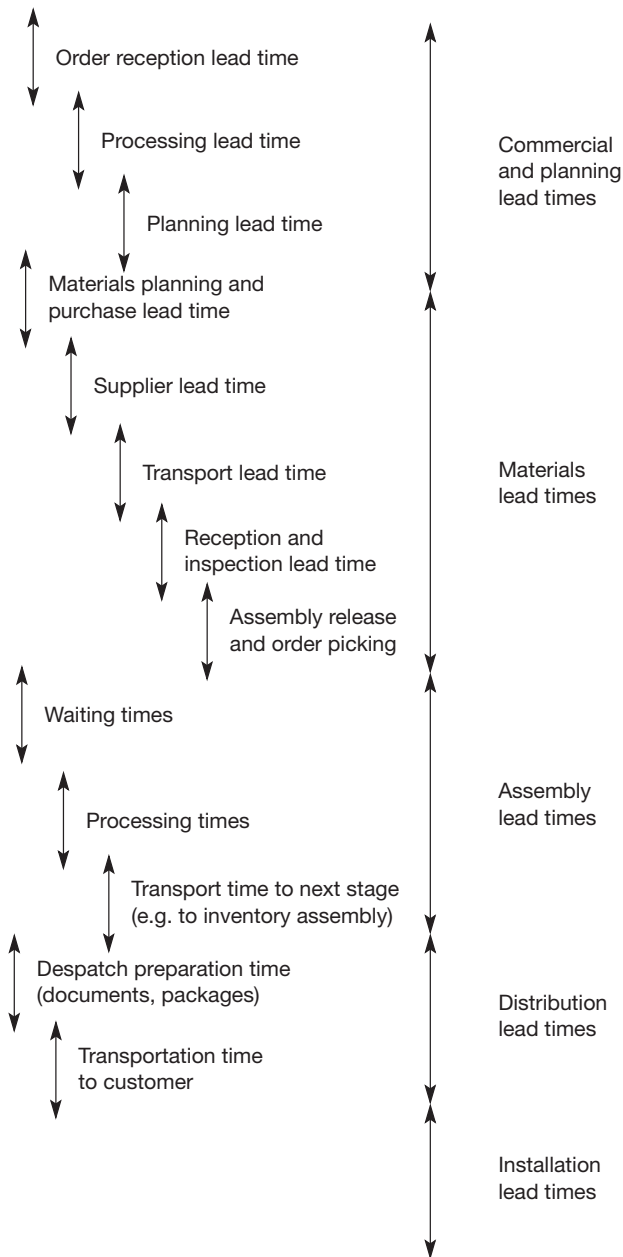 Order reception lead time
Processing lead time
Commercial
and planning
lead times
Planning lead time
Materials planning and
purchase lead time
Supplier lead time
Transport lead time
Materials
lead times
Reception and
inspection lead time
Assembly release
and order picking
Waiting times
Processing times
Assembly
lead times
Transport time to next stage
(e.g. to inventory assembly)
Despatch preparation time
(documents, packages)
Distribution
lead times
Transportation time
to customer
Installation
lead times